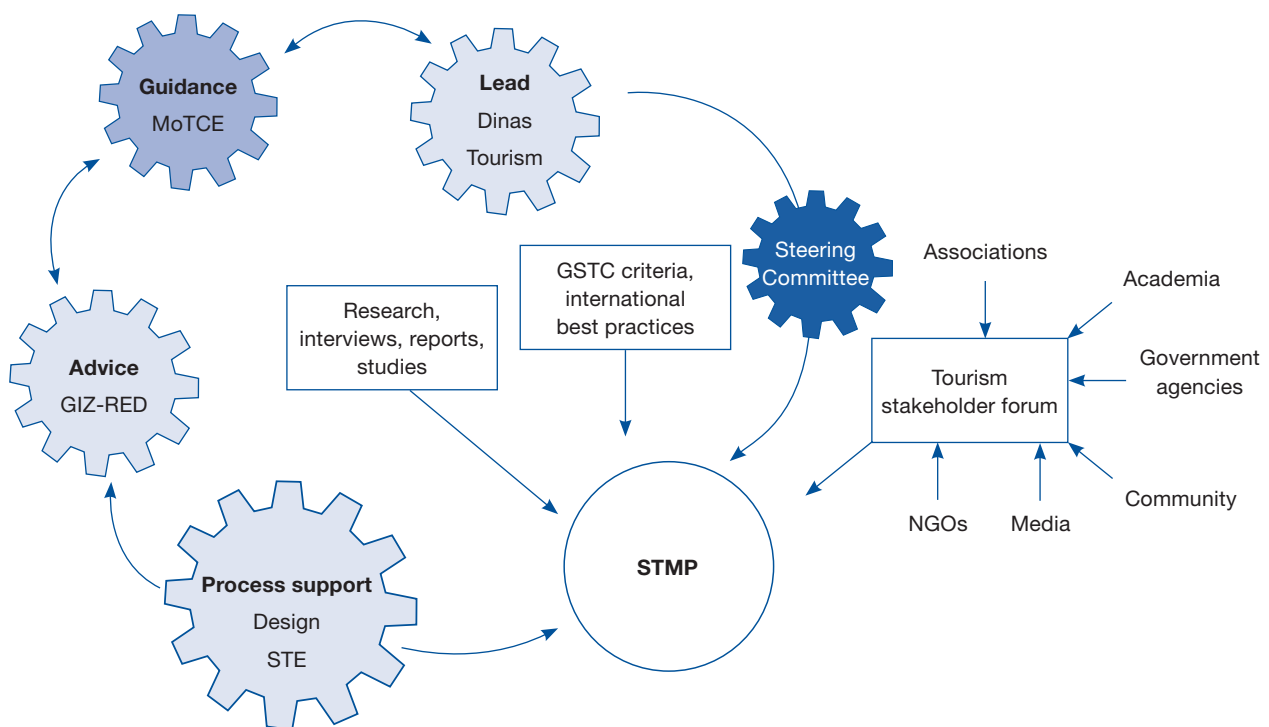 Guidance
MoTCE
Lead
Dinas
Tourism
Steering
Committee
GSTC criteria,
international
best practices
Research,
interviews, reports,
studies
Associations
Academia
Government
agencies
Tourism
stakeholder forum
Community
NGOs
Media
Advice
GIZ-RED
Process support
Design
STE
STMP